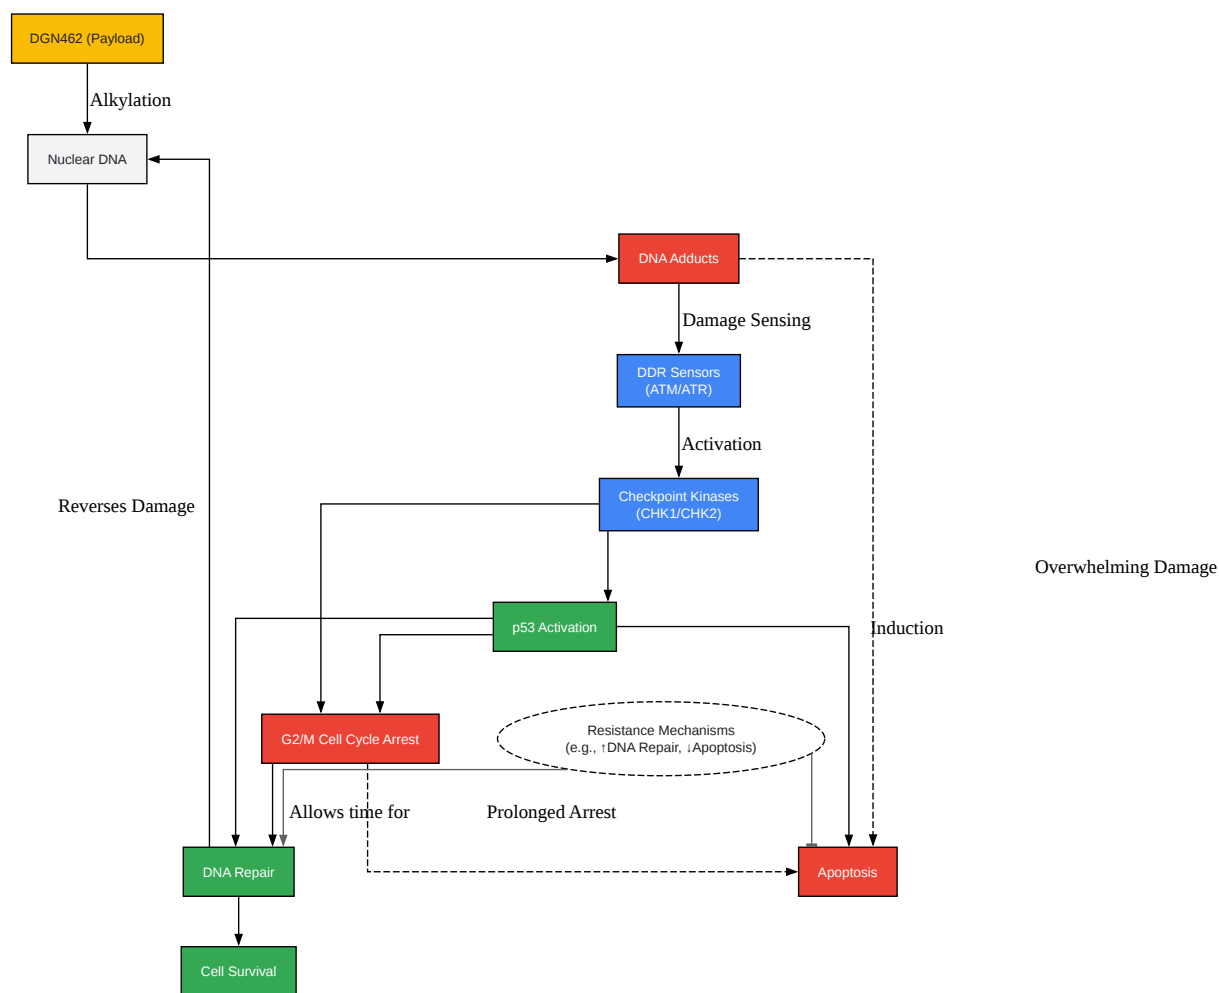 DGN462 (Payload)
Alkylation
Nuclear DNA
DNA Adducts
Damage Sensing
DDR Sensors
(ATM/ATR)
Activation
Checkpoint Kinases
(CHK1/CHK2)
Reverses Damage
Overwhelming Damage
p53 Activation
Induction
G2/M Cell Cycle Arrest
Resistance Mechanisms
(e.g., ↑DNA Repair, ↓Apoptosis)
Allows time for
Prolonged Arrest
DNA Repair
Apoptosis
Cell Survival